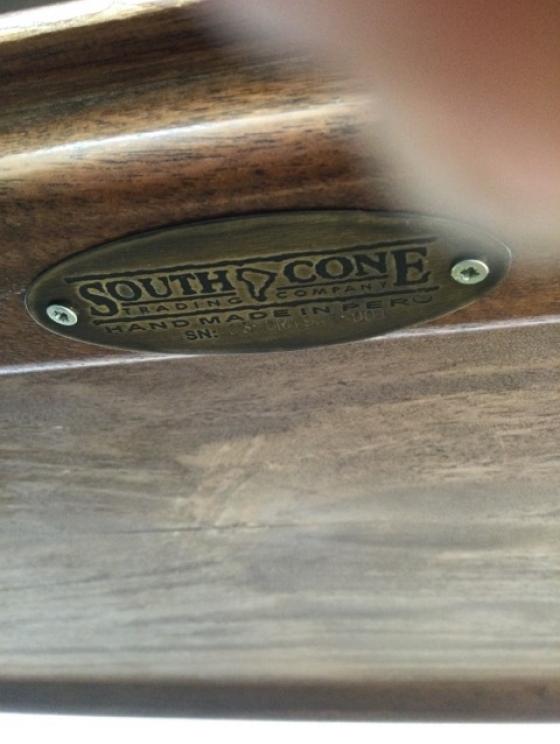 SOUTH CONE
TRADING COMPANY
HAND MADE IN PERU
SN: